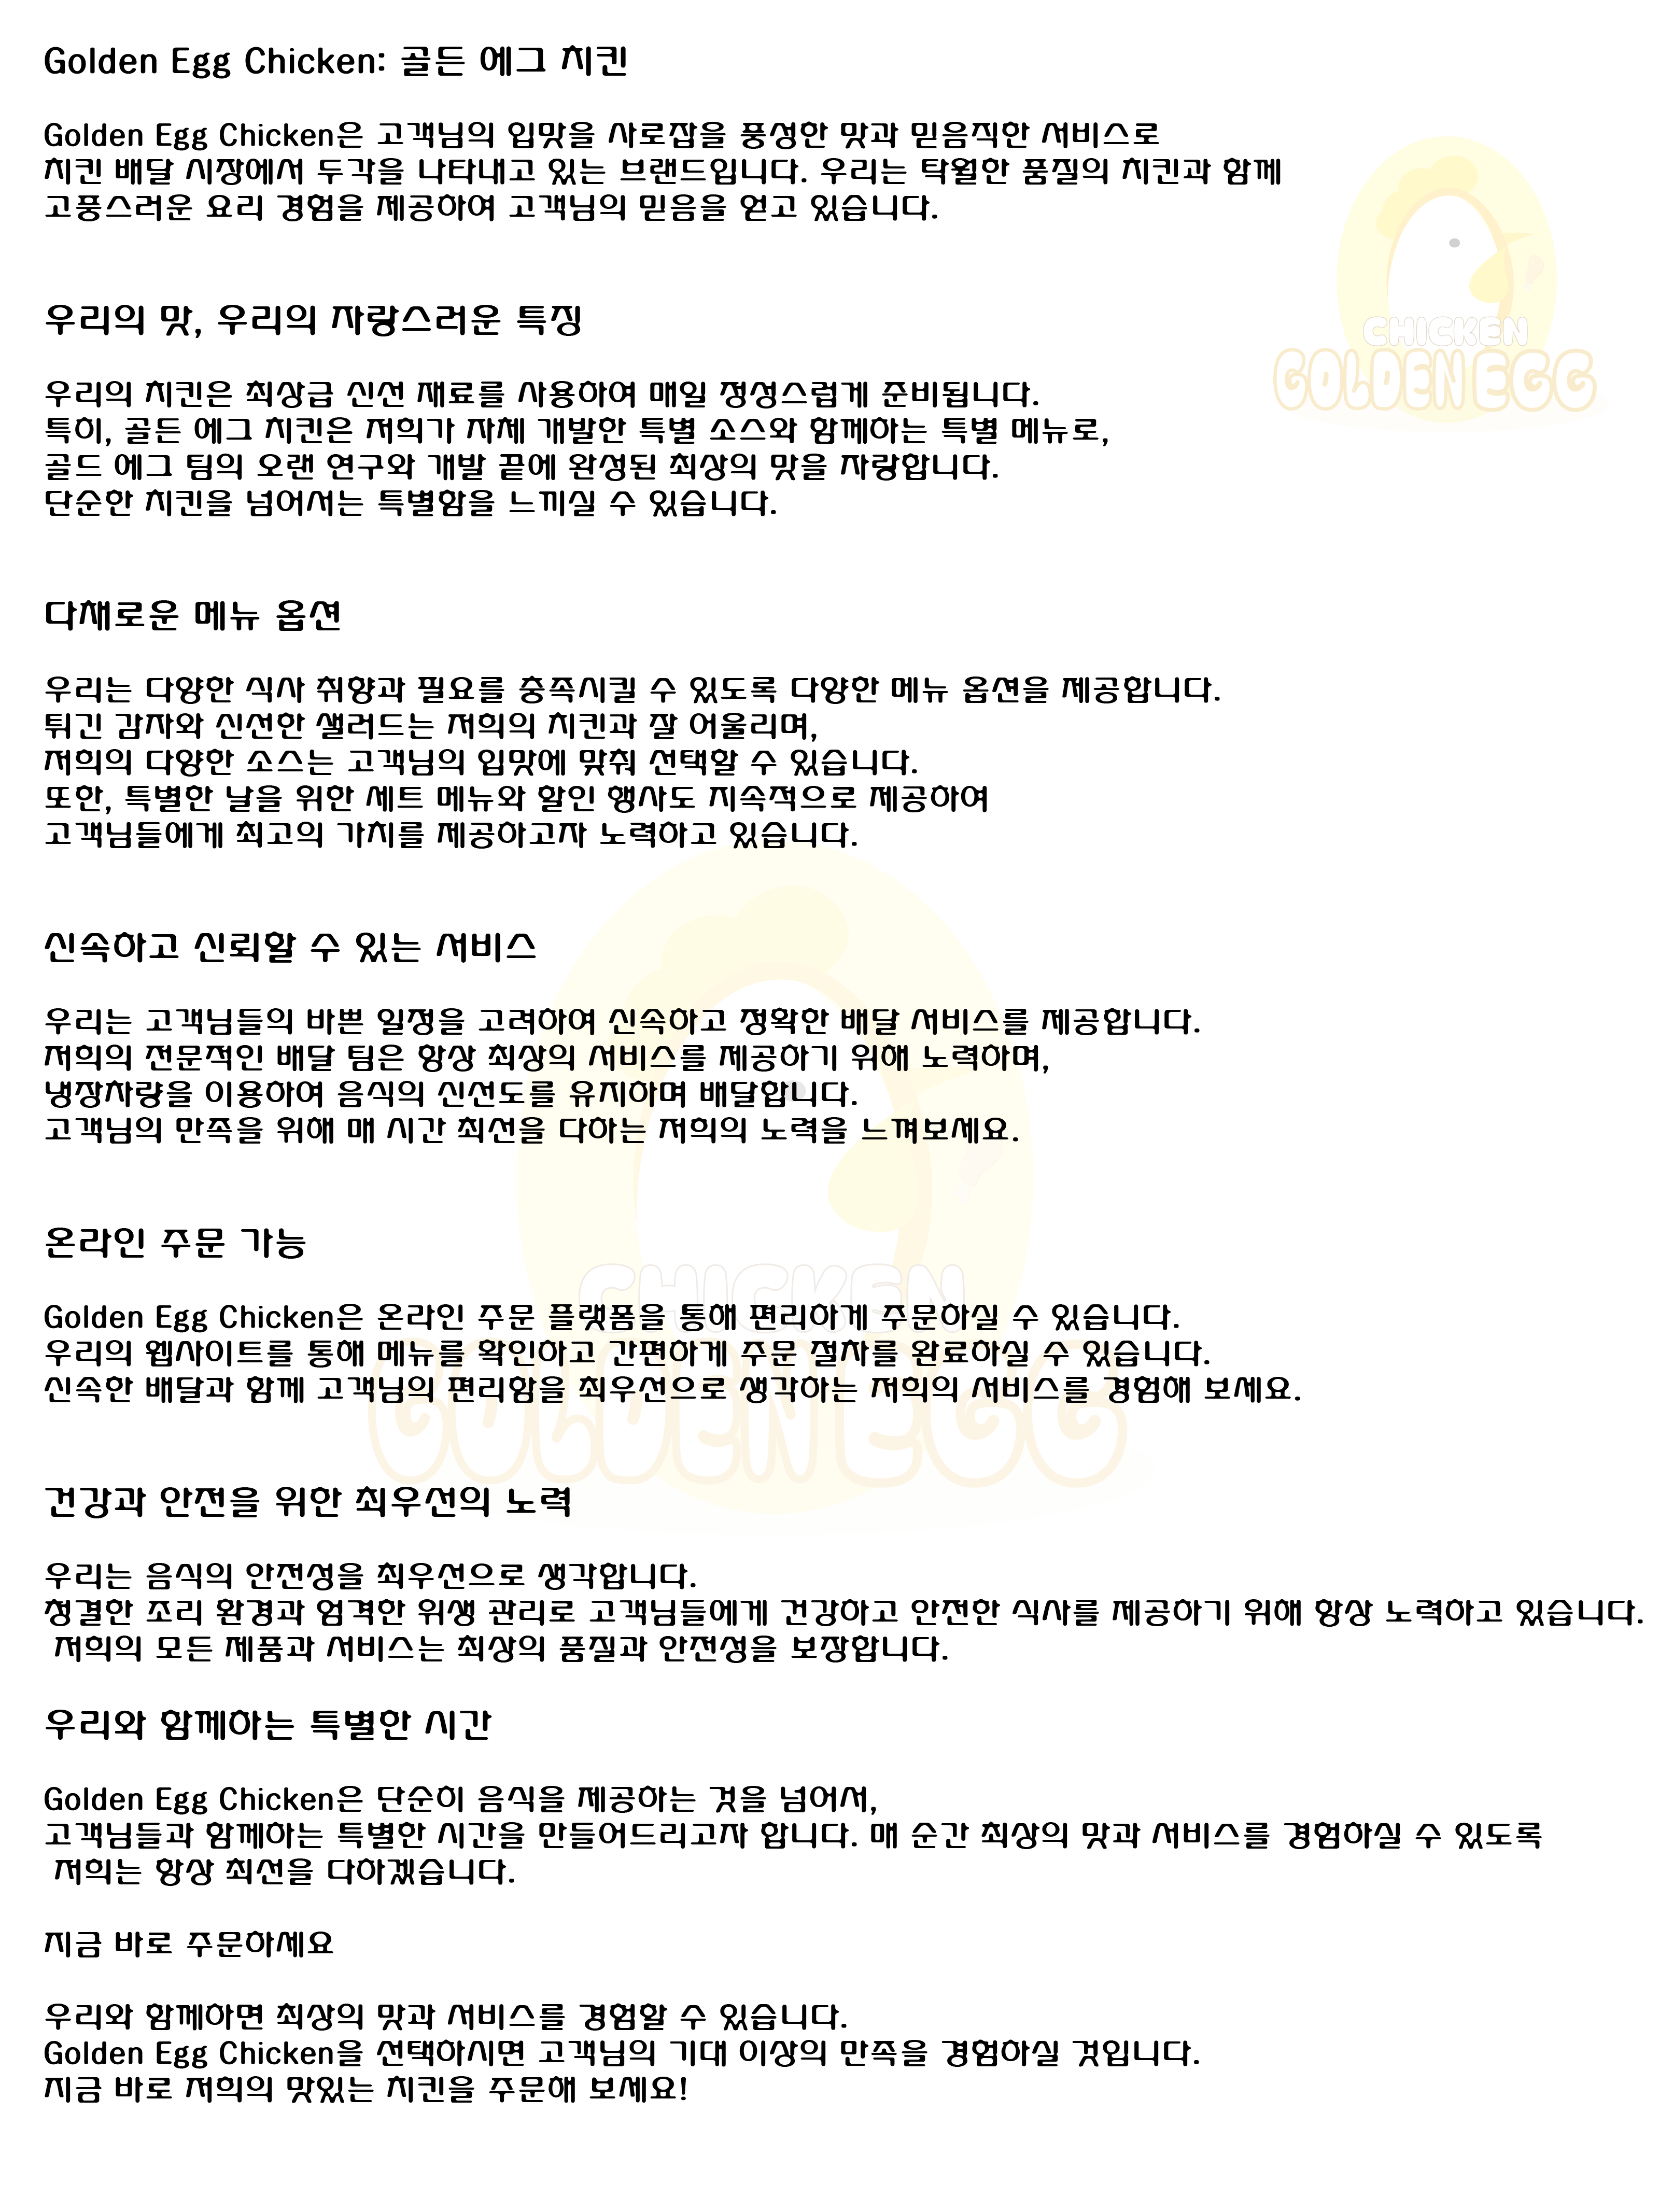 Golden Egg Chicken: 골든 에그 치킨
Golden Egg Chicken은 고객님의 입맛을 사로잡을 풍성한 맛과 믿음직한 서비스로
치킨 배달 시장에서 두각을 나타내고 있는 브랜드입니다. 우리는 탁월한 품질의 치킨과 함께
고풍스러운 요리 경험을 제공하여 고객님의 믿음을 얻고 있습니다.
CHICKEN
GOLDEN EGG
우리의 맛, 우리의 자랑스러운 특징
우리의 치킨은 최상급 신선 재료를 사용하여 매일 정성스럽게 준비됩니다.
특히, 골든 에그 치킨은 저희가 자체 개발한 특별 소스와 함께하는 특별 메뉴로,
골드 에그 팀의 오랜 연구와 개발 끝에 완성된 최상의 맛을 자랑합니다.
단순한 치킨을 넘어서는 특별함을 느끼실 수 있습니다.
다채로운 메뉴 옵션
우리는 다양한 식사 취향과 필요를 충족시킬 수 있도록 다양한 메뉴 옵션을 제공합니다.
튀긴 감자와 신선한 샐러드는 저희의 치킨과 잘 어울리며,
저희의 다양한 소스는 고객님의 입맛에 맞춰 선택할 수 있습니다.
또한, 특별한 날을 위한 세트 메뉴와 할인 행사도 지속적으로 제공하여
고객님들에게 최고의 가치를 제공하고자 노력하고 있습니다.
신속하고 신뢰할 수 있는 서비스
우리는 고객님들의 바쁜 일정을 고려하여 신속하고 정확한 배달 서비스를 제공합니다.
저희의 전문적인 배달 팀은 항상 최상의 서비스를 제공하기 위해 노력하며,
냉장차량을 이용하여 음식의 신선도를 유지하며 배달합니다.
고객님의 만족을 위해 매 시간 최선을 다하는 저희의 노력을 느껴보세요.
온라인 주문 가능
CHICKEN
GOLDEN EGG
Golden Egg Chicken은 온라인 주문 플랫폼을 통해 편리하게 주문하실 수 있습니다.
우리의 웹사이트를 통해 메뉴를 확인하고 간편하게 주문 절차를 완료하실 수 있습니다.
신속한 배달과 함께 고객님의 편리함을 최우선으로 생각하는 저희의 서비스를 경험해 보세요.
건강과 안전을 위한 최우선의 노력
우리는 음식의 안전성을 최우선으로 생각합니다.
청결한 조리 환경과 엄격한 위생 관리로 고객님들에게 건강하고 안전한 식사를 제공하기 위해 항상 노력하고 있습니다.
저희의 모든 제품과 서비스는 최상의 품질과 안전성을 보장합니다.
우리와 함께하는 특별한 시간
Golden Egg Chicken은 단순히 음식을 제공하는 것을 넘어서,
고객님들과 함께하는 특별한 시간을 만들어드리고자 합니다. 매 순간 최상의 맛과 서비스를 경험하실 수 있도록
저희는 항상 최선을 다하겠습니다.
지금 바로 주문하세요
우리와 함께하면 최상의 맛과 서비스를 경험할 수 있습니다.
Golden Egg Chicken을 선택하시면 고객님의 기대 이상의 만족을 경험하실 것입니다.
지금 바로 저희의 맛있는 치킨을 주문해 보세요!